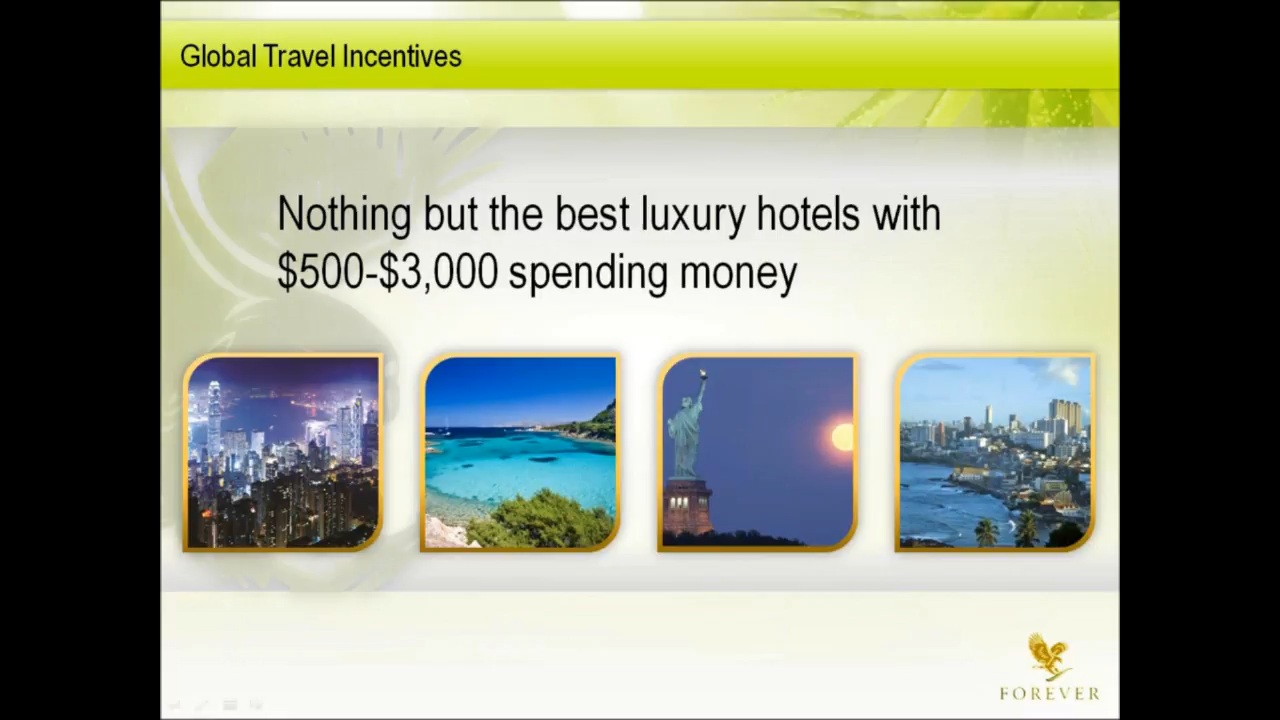 Global Travel Incentives
Nothing but the best luxury hotels with
$500-$3,000 spending money
FOREVER